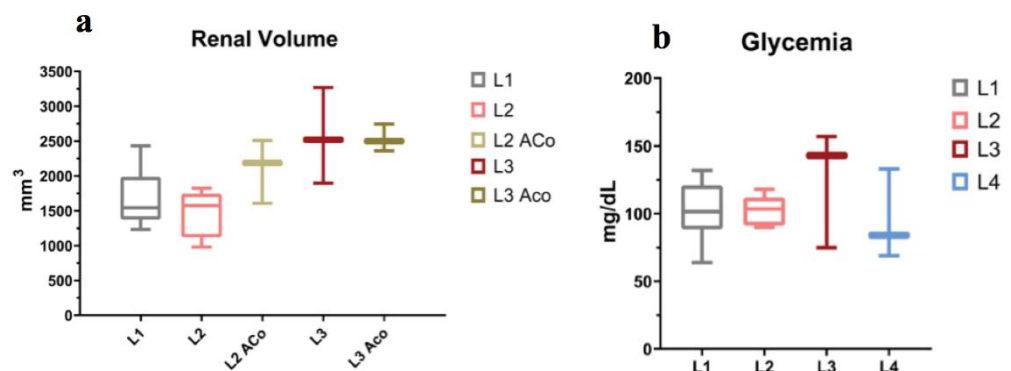 a
Renal Volume
3500
3000
2500
2000
1500
1000
500
0
mm3
L1
L2
L2 ACo
L3
L3 Aco
L1
L2
L2 ACo
L3
L3 Aco
b
Glycemia
200
150
100
50
0
mg/dL
L1
L2
L3
L4
L1
L2
L3
L4